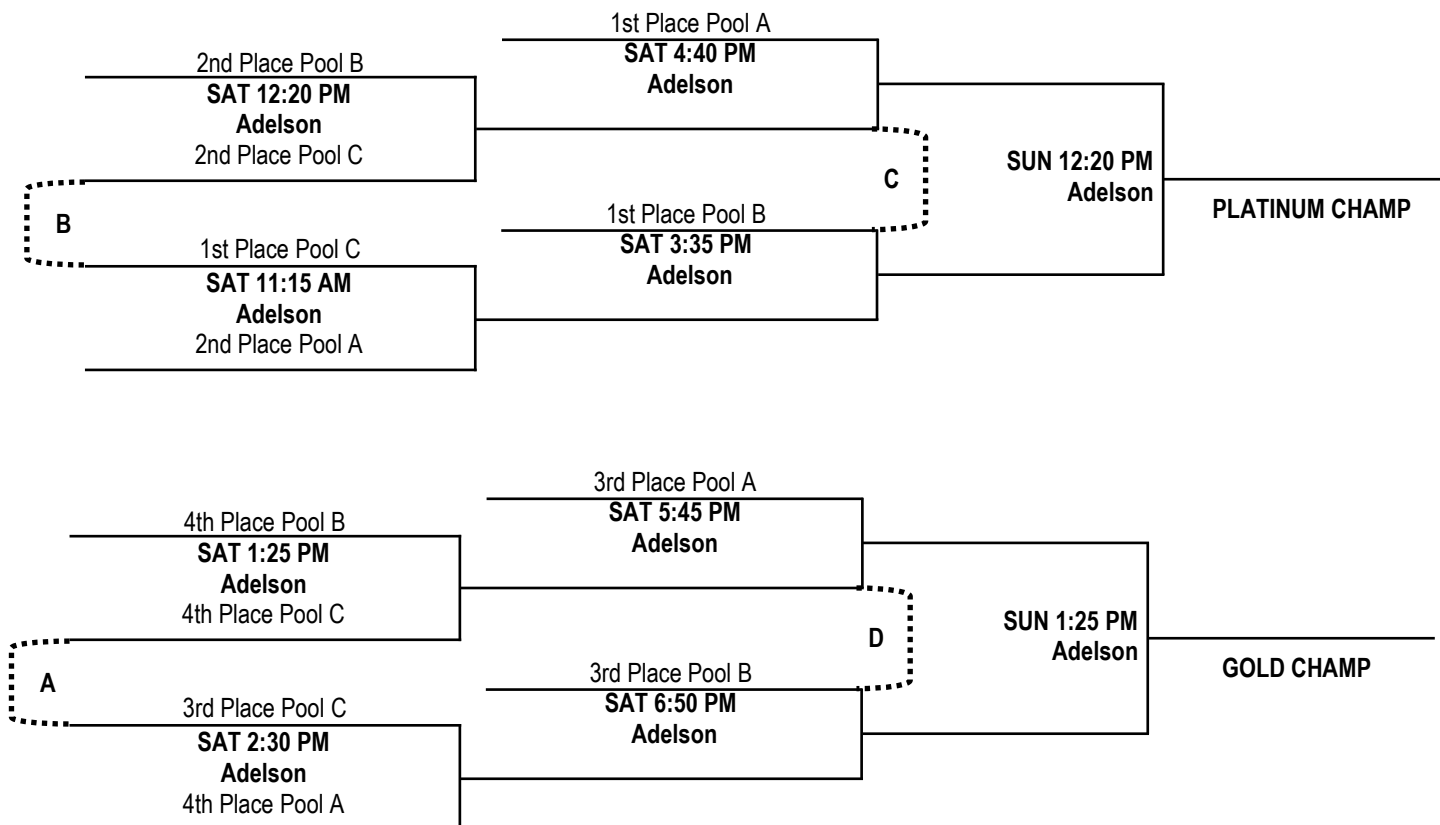 1st Place Pool A
SAT 4:40 PM
Adelson
2nd Place Pool B
SAT 12:20 PM
Adelson
2nd Place Pool C
C
SUN 12:20 PM
Adelson
PLATINUM CHAMP
B
1st Place Pool B
SAT 3:35 PM
Adelson
1st Place Pool C
SAT 11:15 AM
Adelson
2nd Place Pool A
3rd Place Pool A
SAT 5:45 PM
Adelson
4th Place Pool B
SAT 1:25 PM
Adelson
4th Place Pool C
D
SUN 1:25 PM
Adelson
GOLD CHAMP
A
3rd Place Pool B
SAT 6:50 PM
Adelson
3rd Place Pool C
SAT 2:30 PM
Adelson
4th Place Pool A